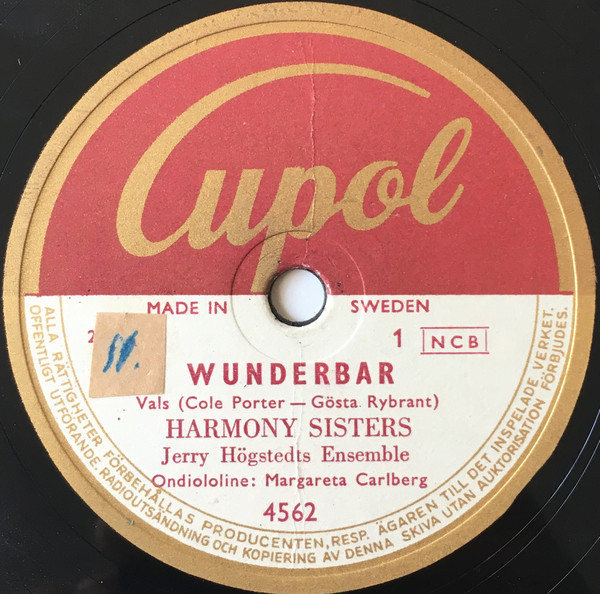 Cupol
MADE IN SWEDEN
2
1 NCB
WUNDERBAR
Vals (Cole Porter — Gösta Rybrant)
HARMONY SISTERS
Jerry Högstedts Ensemble
Ondiololine: Margareta Carlberg
4562
ALLA RÄTTIGHETER FÖRBEHÅLLAS PRODUCENTEN, RESP. ÄGAREN TILL DET INSPELADE VERKET.
OFFENTLIGT UTFÖRANDE, RADIOUTSÄNDNING OCH KOPIERING AV DENNA SKIVA UTAN AUKTORISATION FÖRBJUDES.